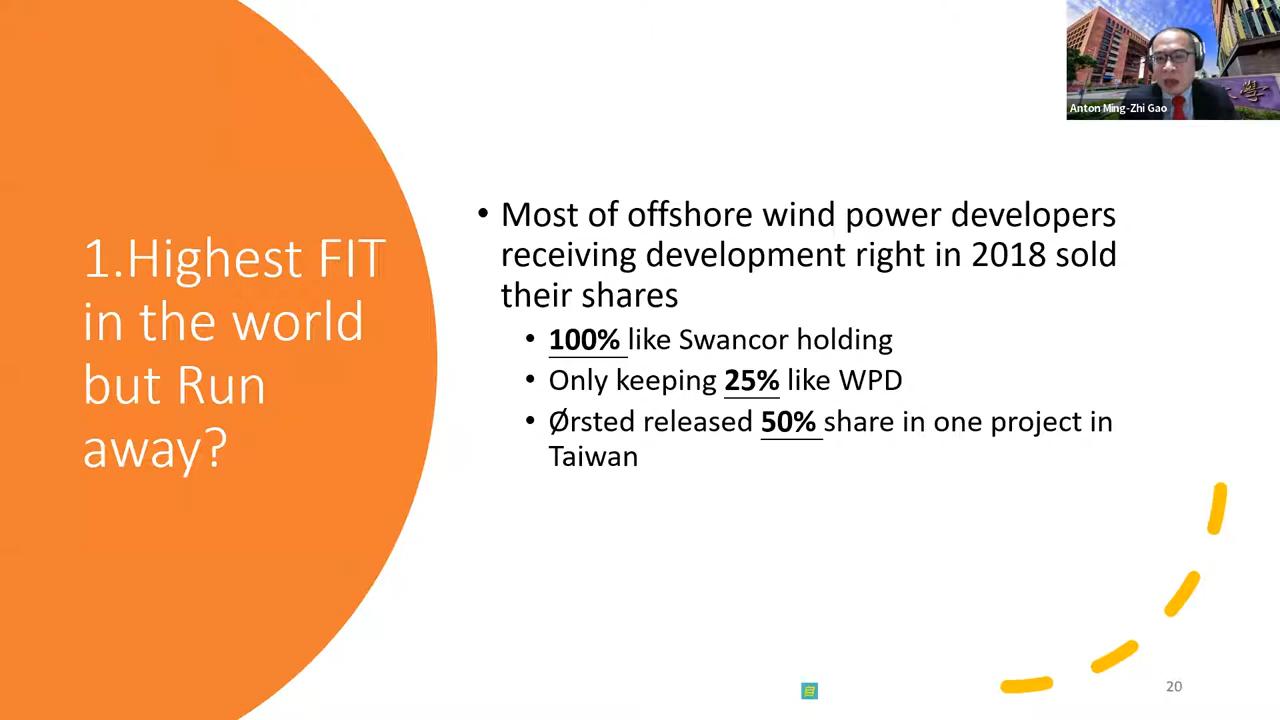 1.Highest FIT
in the world
but Run
away?
• Most of offshore wind power developers
receiving development right in 2018 sold
their shares
• 100% like Swancor holding
• Only keeping 25% like WPD
• Ørsted released 50% share in one project in
Taiwan
Anton Ming-Zhi Gao
大學
20